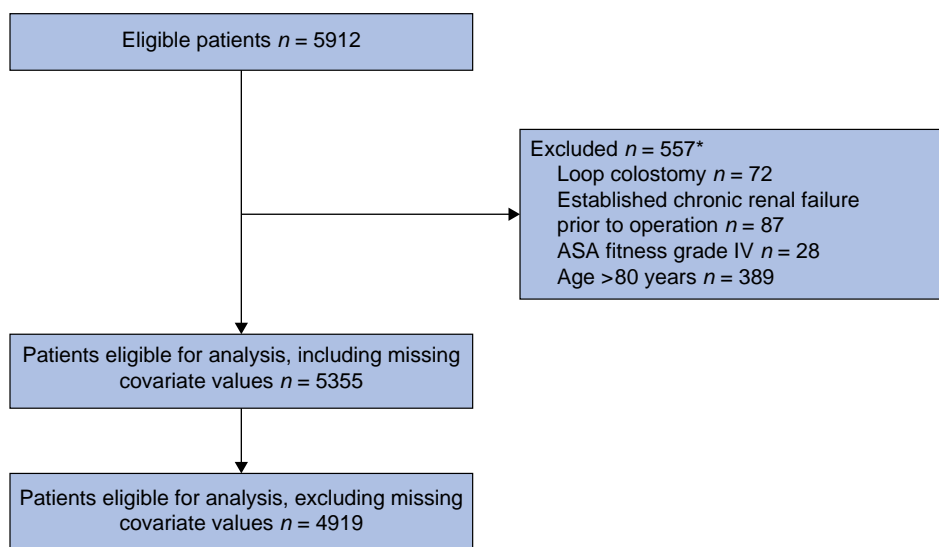 Eligible patients n = 5912
Excluded n = 557*
Loop colostomy n = 72
Established chronic renal failure
prior to operation n = 87
ASA fitness grade IV n = 28
Age >80 years n = 389
Patients eligible for analysis, including missing
covariate values n = 5355
Patients eligible for analysis, excluding missing
covariate values n = 4919